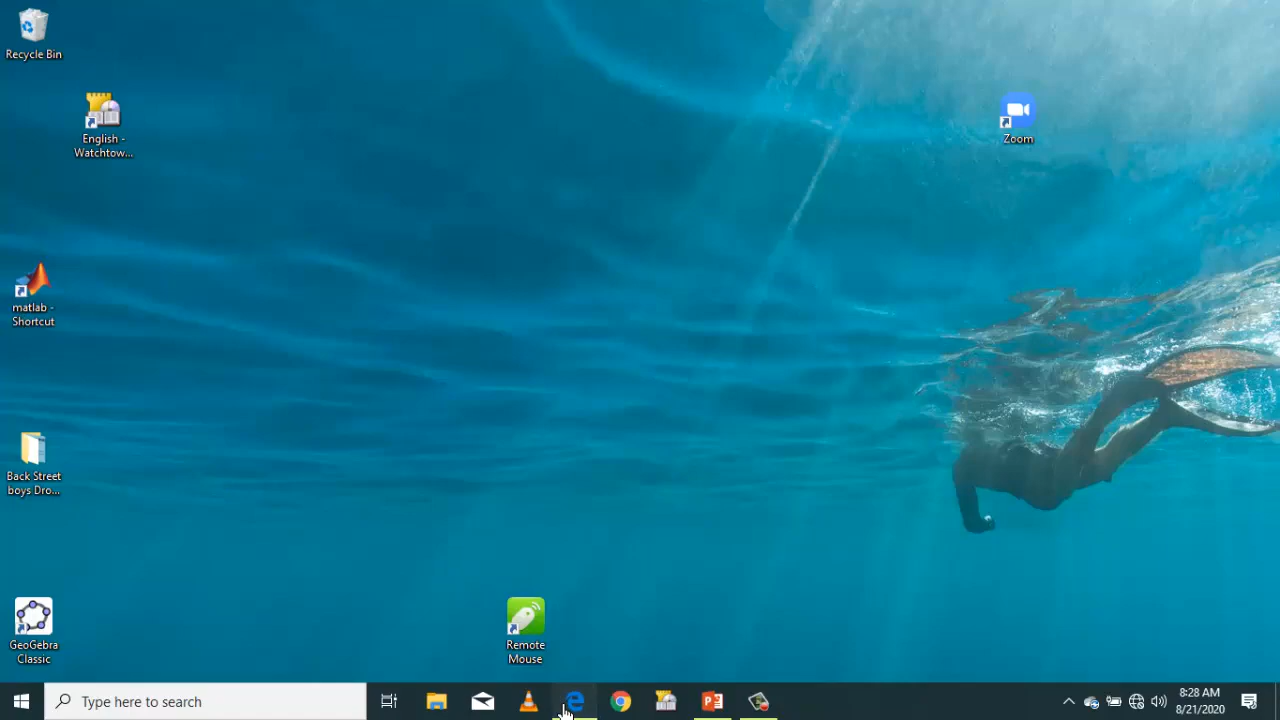 Recycle Bin
English -
Watchtow...
Zoom
matlab -
Shortcut
Back Street
boys Dro...
GeoGebra
Classic
Remote
Mouse
Type here to search
8:28 AM
8/21/2020